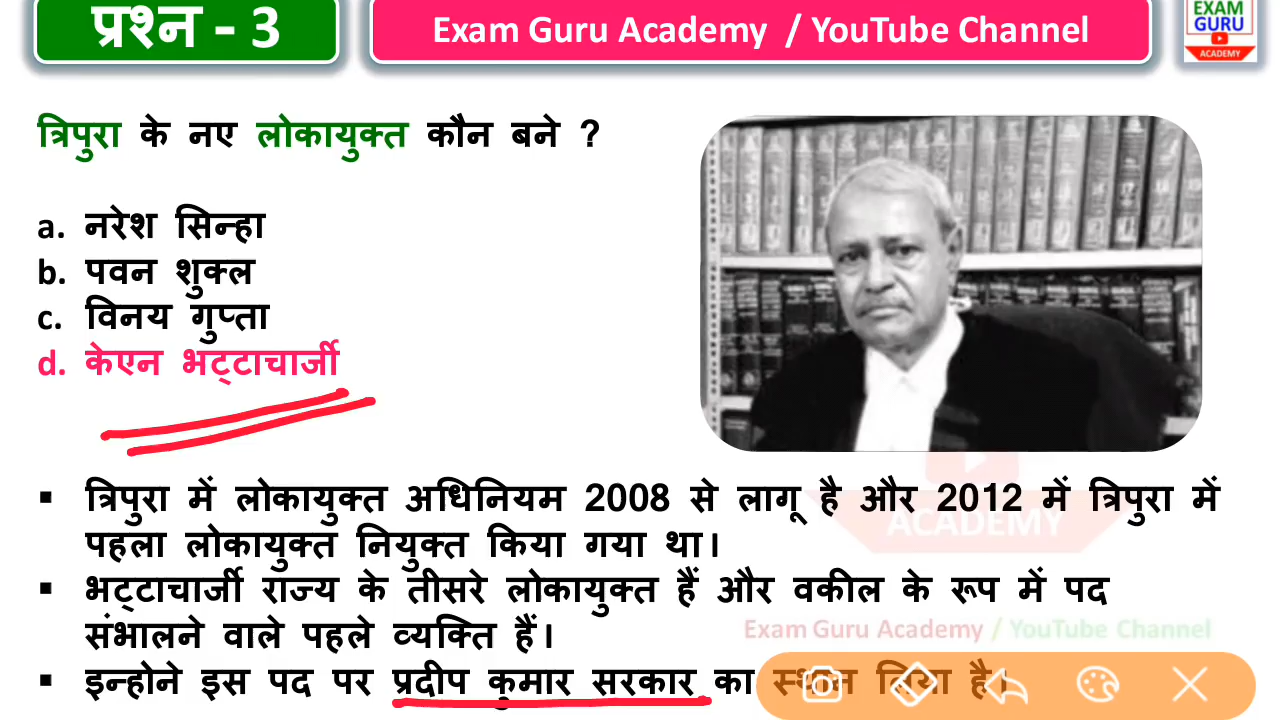 प्रश्न - 3
Exam Guru Academy / YouTube Channel
EXAM
GURU
ACADEMY
त्रिपुरा के नए लोकायुक्त कौन बने ?
a. नरेश सिन्हा
b. पवन शुक्ल
c. विनय गुप्ता
d. केएन भट्टाचार्जी
▪ त्रिपुरा में लोकायुक्त अधिनियम 2008 से लागू है और 2012 में त्रिपुरा में
पहला लोकायुक्त नियुक्त किया गया था।
ACADEMY
▪ भट्टाचार्जी राज्य के तीसरे लोकायुक्त हैं और वकील के रूप में पद
संभालने वाले पहले व्यक्ति हैं।
Exam Guru Academy / YouTube Channel
▪ इन्होने इस पद पर प्रदीप कुमार सरकार का स्थान लिया है।